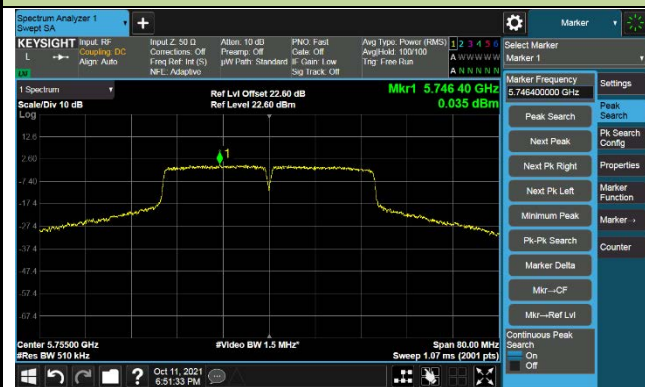 Spectrum Analyzer 1
Swept SA
+
Marker
KEYSIGHT
L
Input: RF
Coupling: DC
Align: Auto
Input Z: 50 Ω
Corrections: Off
Freq Ref: Int (S)
NFE: Adaptive
Atten: 10 dB
Preamp: Off
µW Path: Standard
PNO: Fast
Gate: Off
IF Gain: Low
Sig Track: Off
Avg Type: Power (RMS)
Avg|Hold: 100/100
Trig: Free Run
1 2 3 4 5 6
A W W W W W
A N N N N N
Select Marker
Marker 1
LW
1 Spectrum
Scale/Div 10 dB
Log
Ref Lvl Offset 22.60 dB
Ref Level 22.60 dBm
Mkr1 5.746 40 GHz
0.035 dBm
12.6
2.60
-7.40
-17.4
-27.4
-37.4
-47.4
-57.4
-67.4
1
Center 5.75500 GHz
#Res BW 510 kHz
#Video BW 1.5 MHz*
Span 80.00 MHz
Sweep 1.07 ms (2001 pts)
Marker Frequency
5.746400000 GHz
Peak Search
Next Peak
Next Pk Right
Next Pk Left
Minimum Peak
Pk-Pk Search
Marker Delta
Mkr→CF
Mkr→Ref Lvl
Continuous Peak
Search
On
Off
Settings
Peak
Search
Pk Search
Config
Properties
Marker
Function
Marker→
Counter
?
Oct 11, 2021
6:51:33 PM